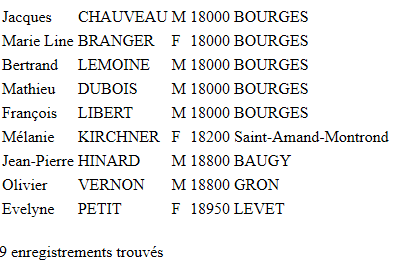 Jacques CHAUVEAU M 18000 BOURGES
Marie Line BRANGER F 18000 BOURGES
Bertrand LEMOINE M 18000 BOURGES
Mathieu DUBOIS M 18000 BOURGES
François LIBERT M 18000 BOURGES
Mélanie KIRCHNER F 18200 Saint-Amand-Montrond
Jean-Pierre HINARD M 18800 BAUGY
Olivier VERNON M 18800 GRON
Evelyne PETIT F 18950 LEVET
9 enregistrements trouvés